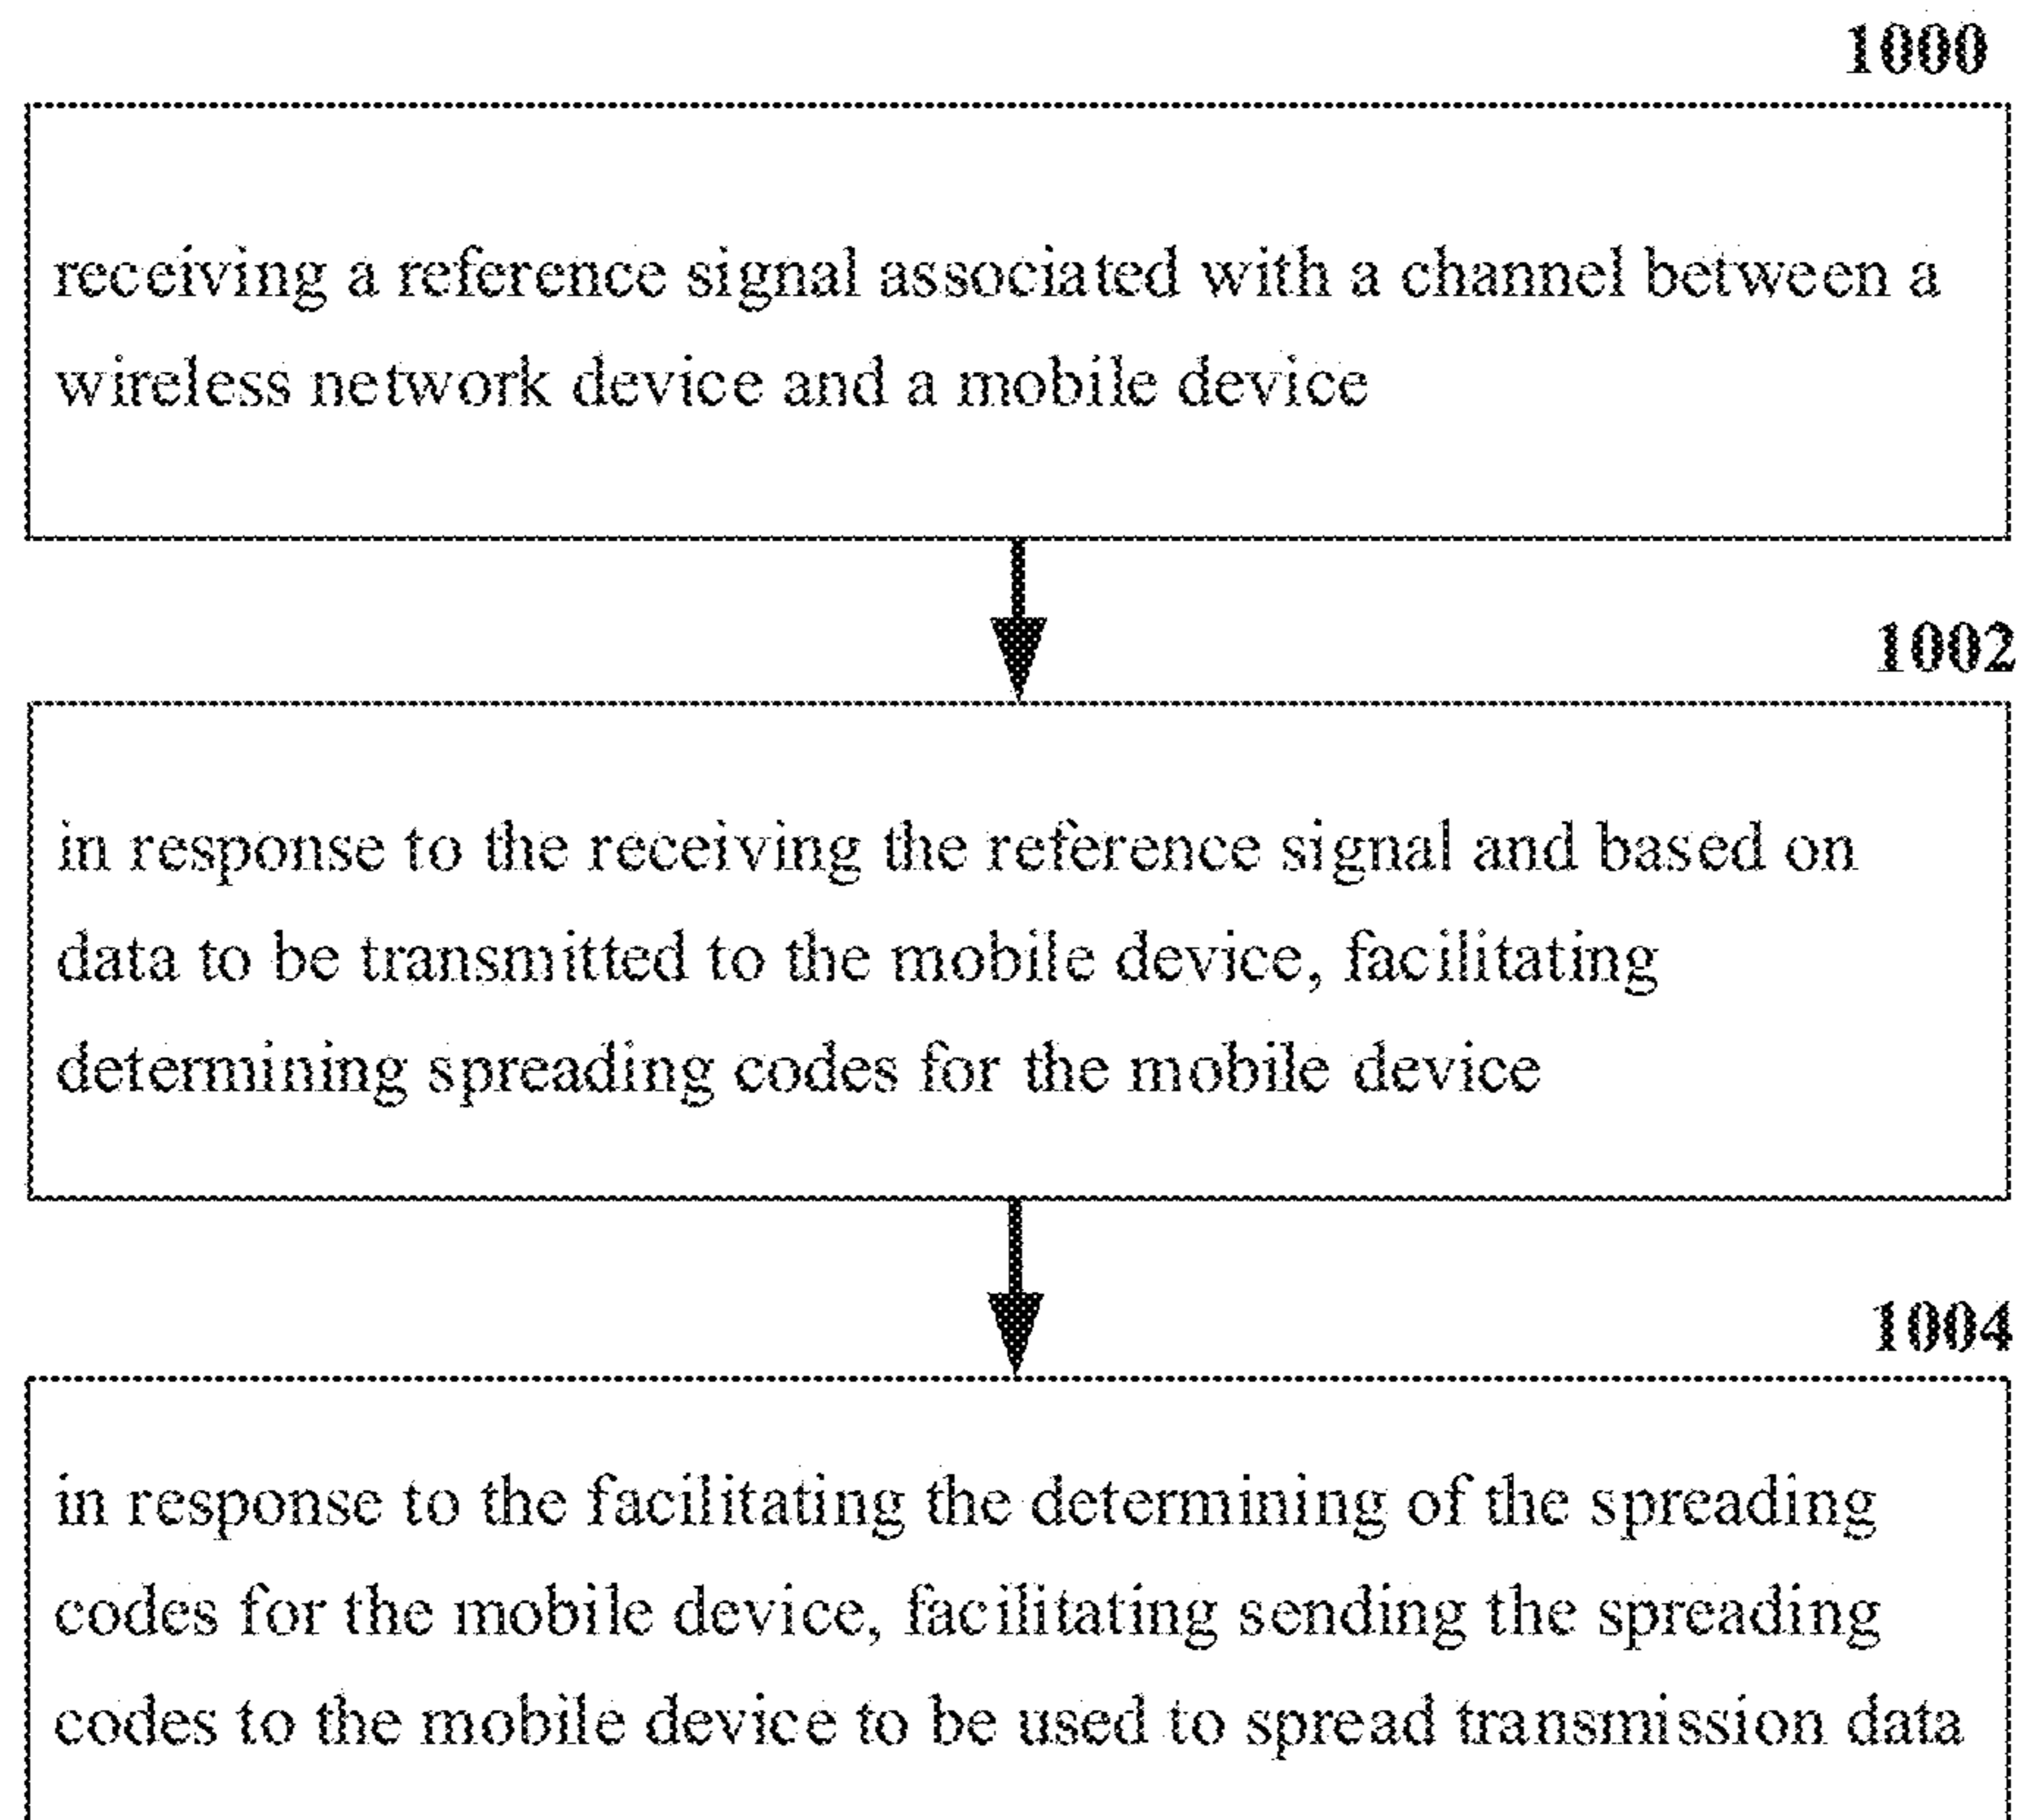 1000
receiving a reference signal associated with a channel between a
wireless network device and a mobile device
1002
in response to the receiving the reference signal and based on
data to be transmitted to the mobile device, facilitating
determining spreading codes for the mobile device
1004
in response to the facilitating the determining of the spreading
codes for the mobile device, facilitating sending the spreading
codes to the mobile device to be used to spread transmission data